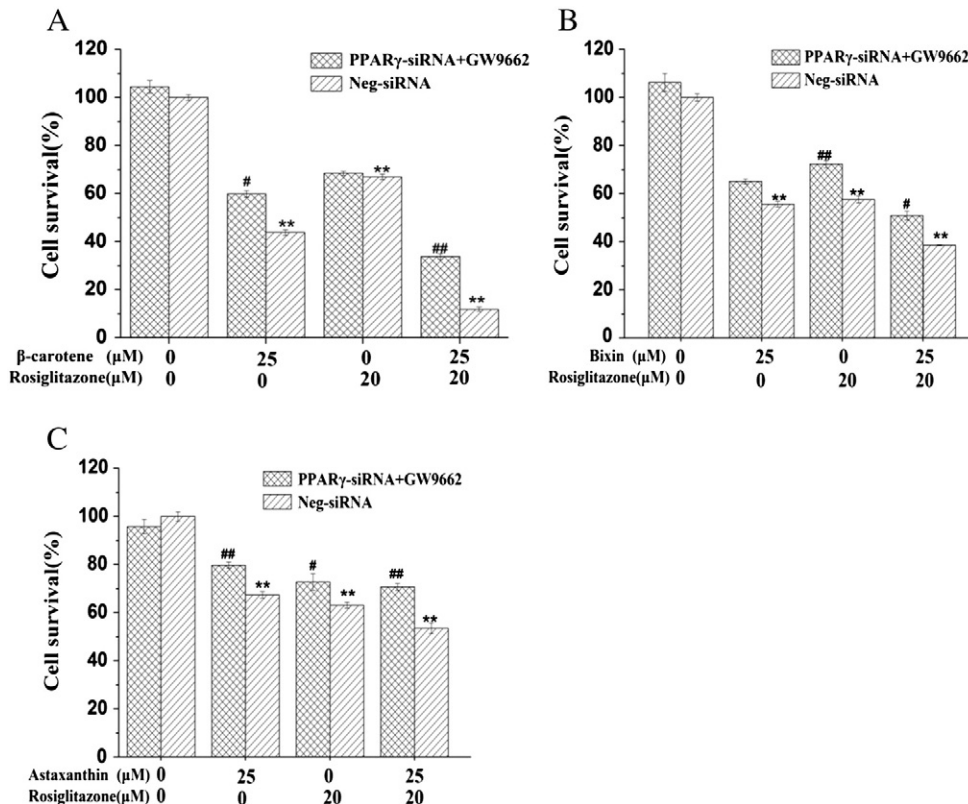 A
120
100
80
60
40
20
0
Cell survival(%)
PPARγ-siRNA+GW9662
Neg-siRNA
#
**
**
##
**
β-carotene (μM) 0 25 0 25
Rosiglitazone(μM) 0 0 20 20
B
120
100
80
60
40
20
0
Cell survival(%)
PPARγ-siRNA+GW9662
Neg-siRNA
**
##
**
#
**
Bixin (μM) 0 25 0 25
Rosiglitazone(μM) 0 0 20 20
C
120
100
80
60
40
20
0
Cell survival(%)
PPARγ-siRNA+GW9662
Neg-siRNA
##
**
#
**
##
**
Astaxanthin (μM) 0 25 0 25
Rosiglitazone(μM) 0 0 20 20